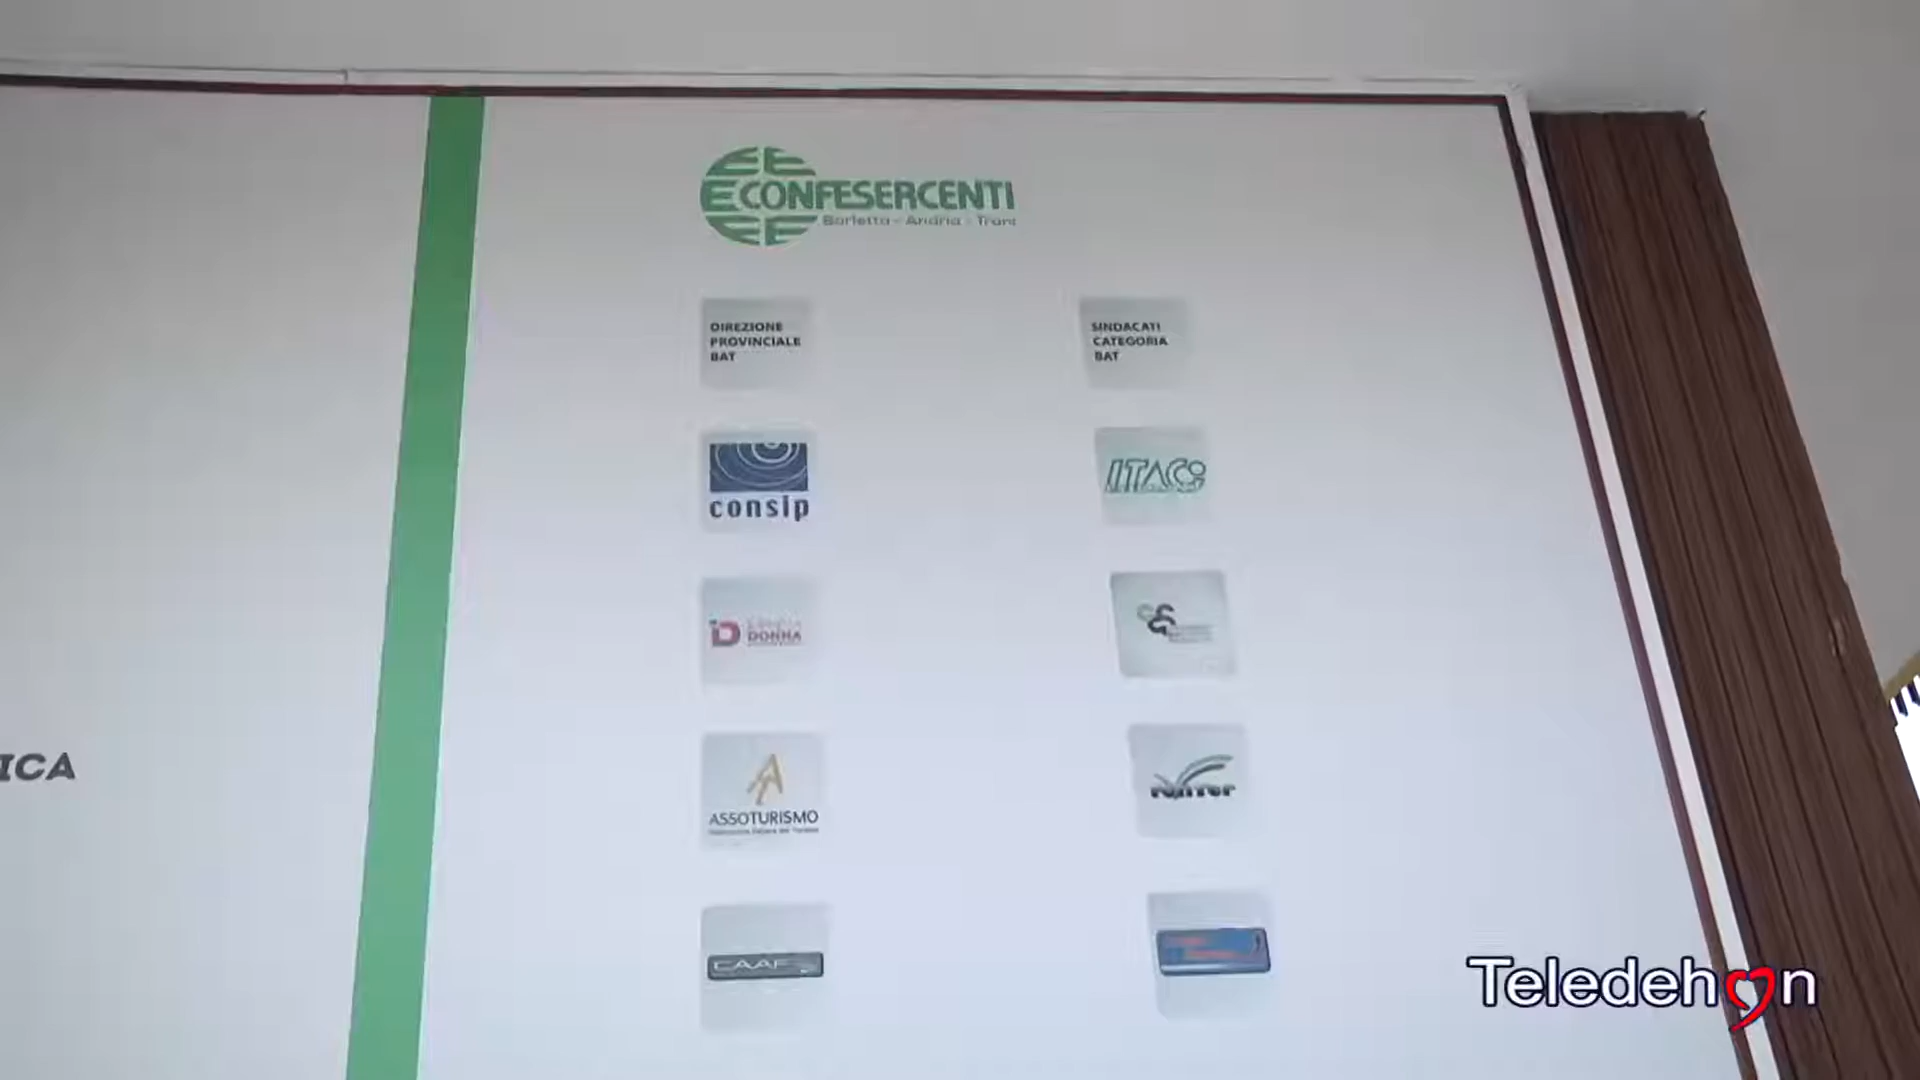 CONFESERCENTI
Barletta - Andria - Trani
DIREZIONE
PROVINCIALE
BAT
SINDACATI
CATEGORIA
BAT
consip
ITACO
DONNA
ASSOTURISMO
ICA
CAAF
Teledehon